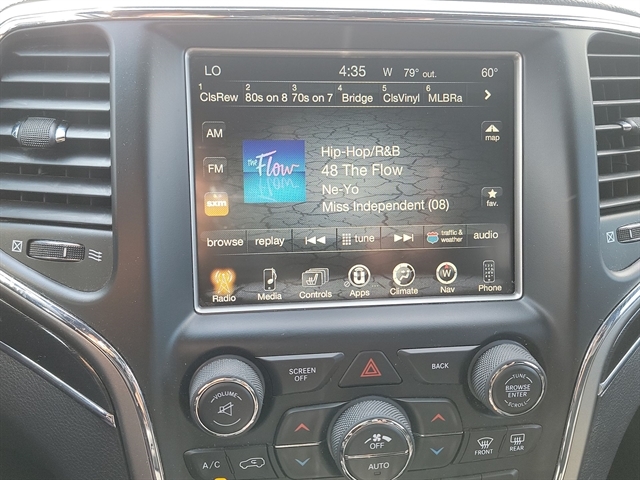 LO 4:35 W 79° out. 60°
1 ClsRew 2 80s on 8 3 70s on 7 4 Bridge 5 ClsVinyl 6 MLBRa
AM
FM
sxm
THE Flow
Hip-Hop/R&B
48 The Flow
Ne-Yo
Miss Independent (08)
map
fav.
browse replay tune traffic & weather audio
Radio Media Controls Apps Climate Nav Phone
W
SCREEN OFF
BACK
VOLUME
TUNE
BROWSE
ENTER
SCROLL
OFF
AUTO
A/C
FRONT
REAR